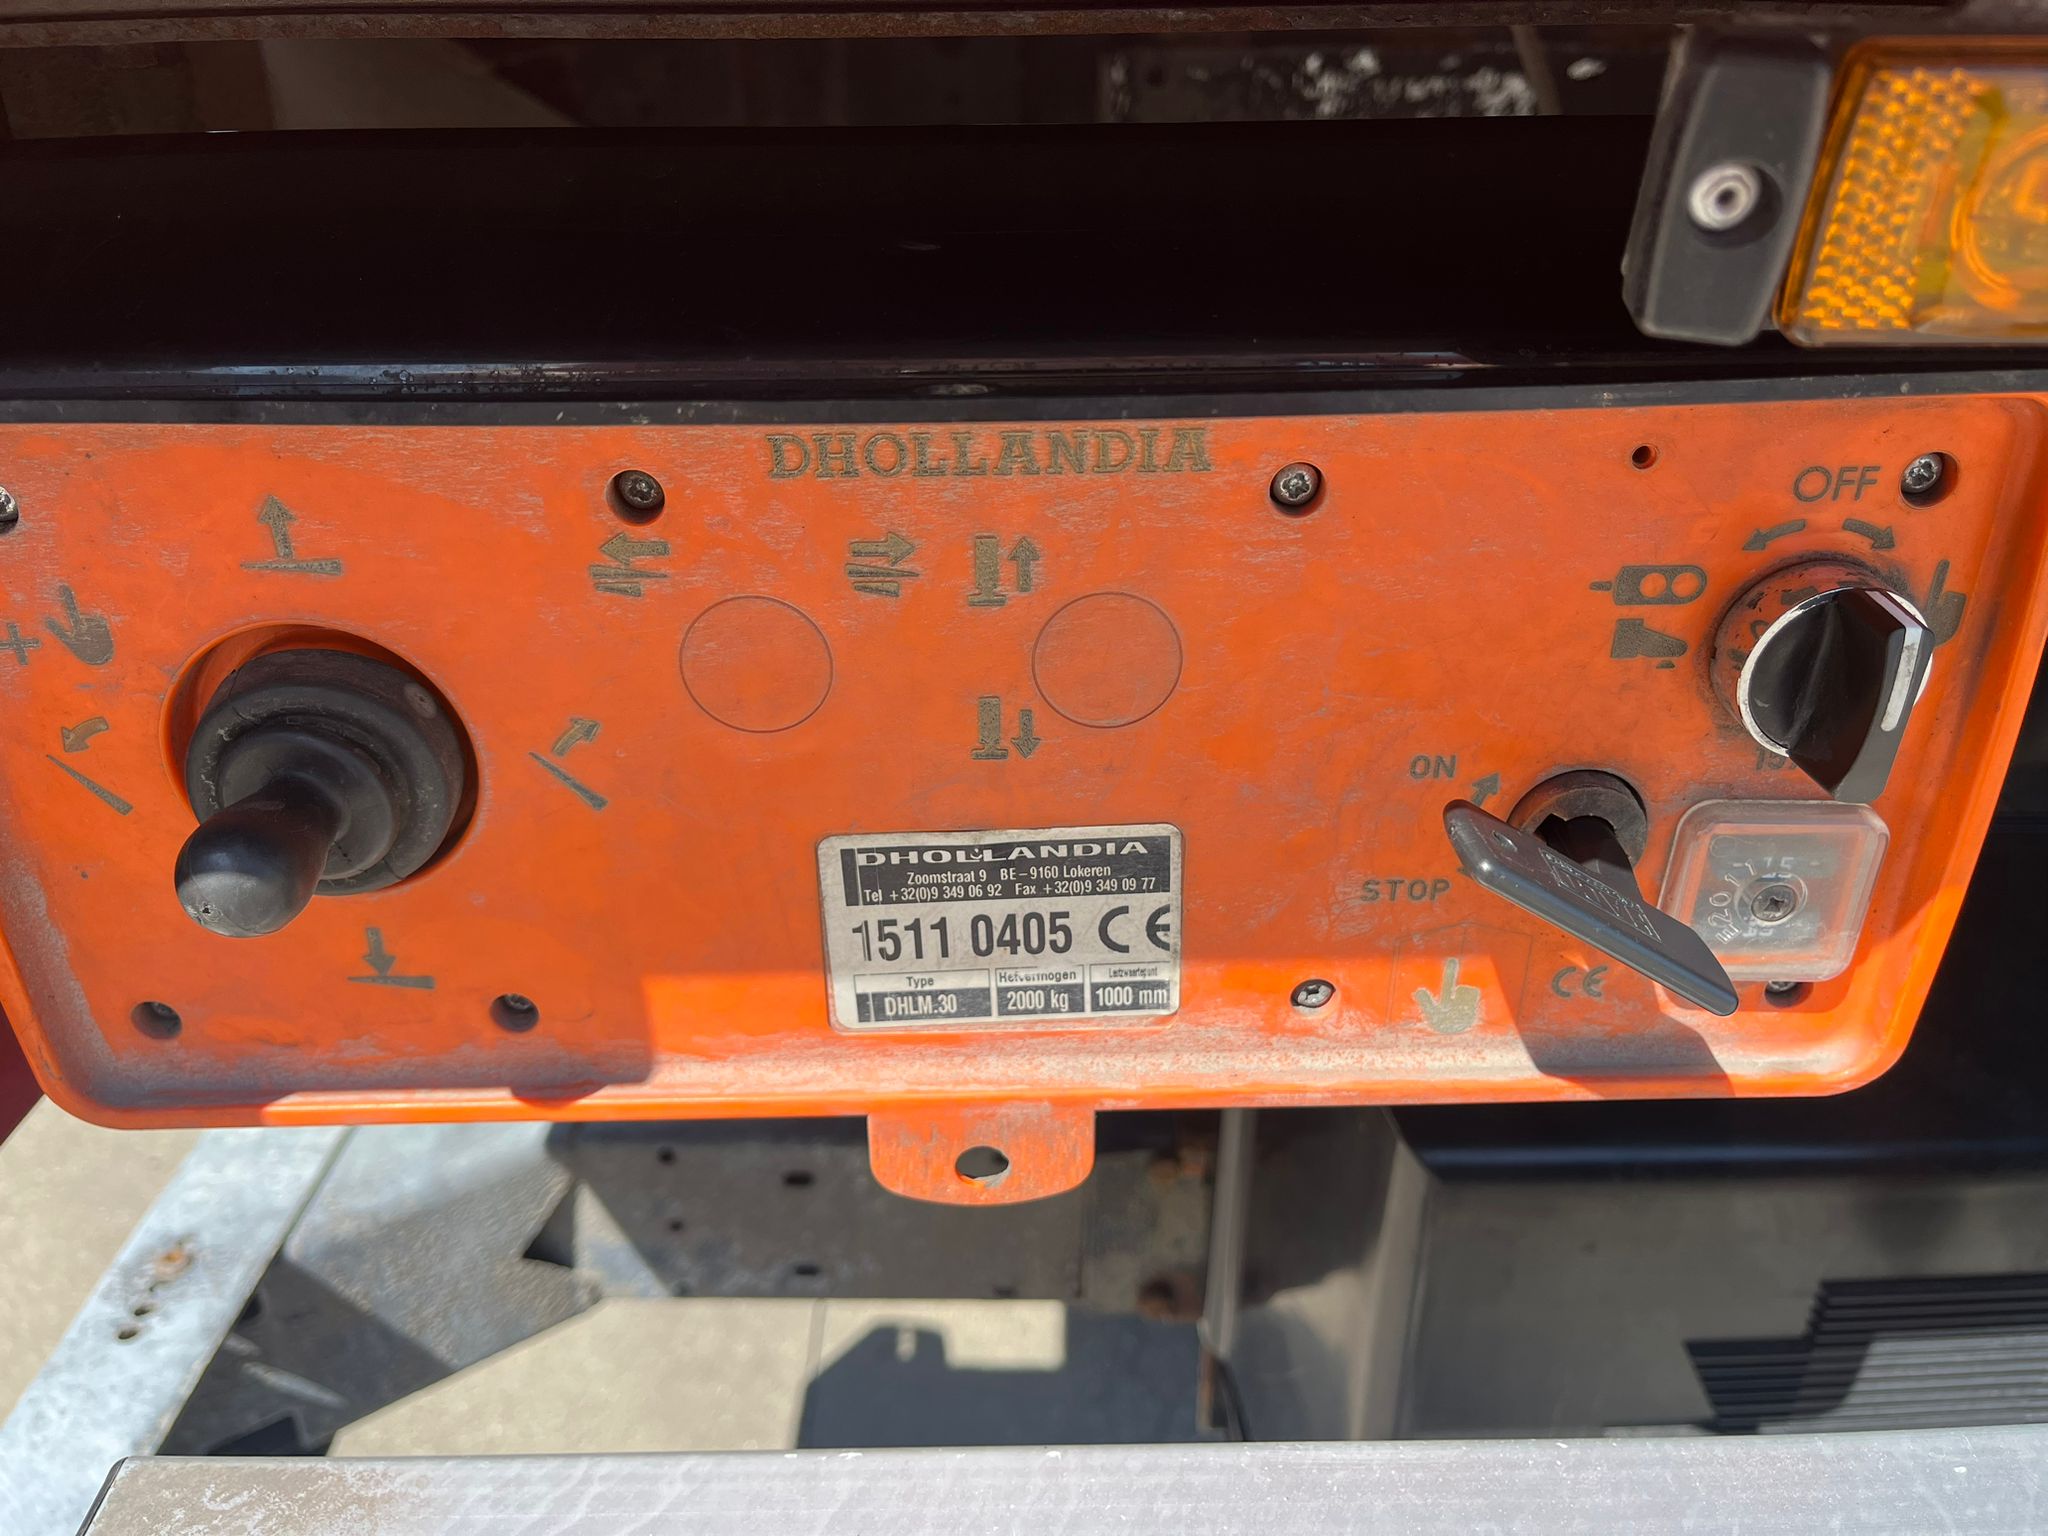 DHOLLANDIA
OFF
ON
STOP
DHOLLANDIA
Zoomstraat 9 BE-9160 Lokeren
Tel +32(0)9 349 06 92 Fax +32(0)9 349 09 77
1511 0405 CE
Type Hefvermogen Lastzwaartepunt
DHLM.30 2000 kg 1000 mm
CE